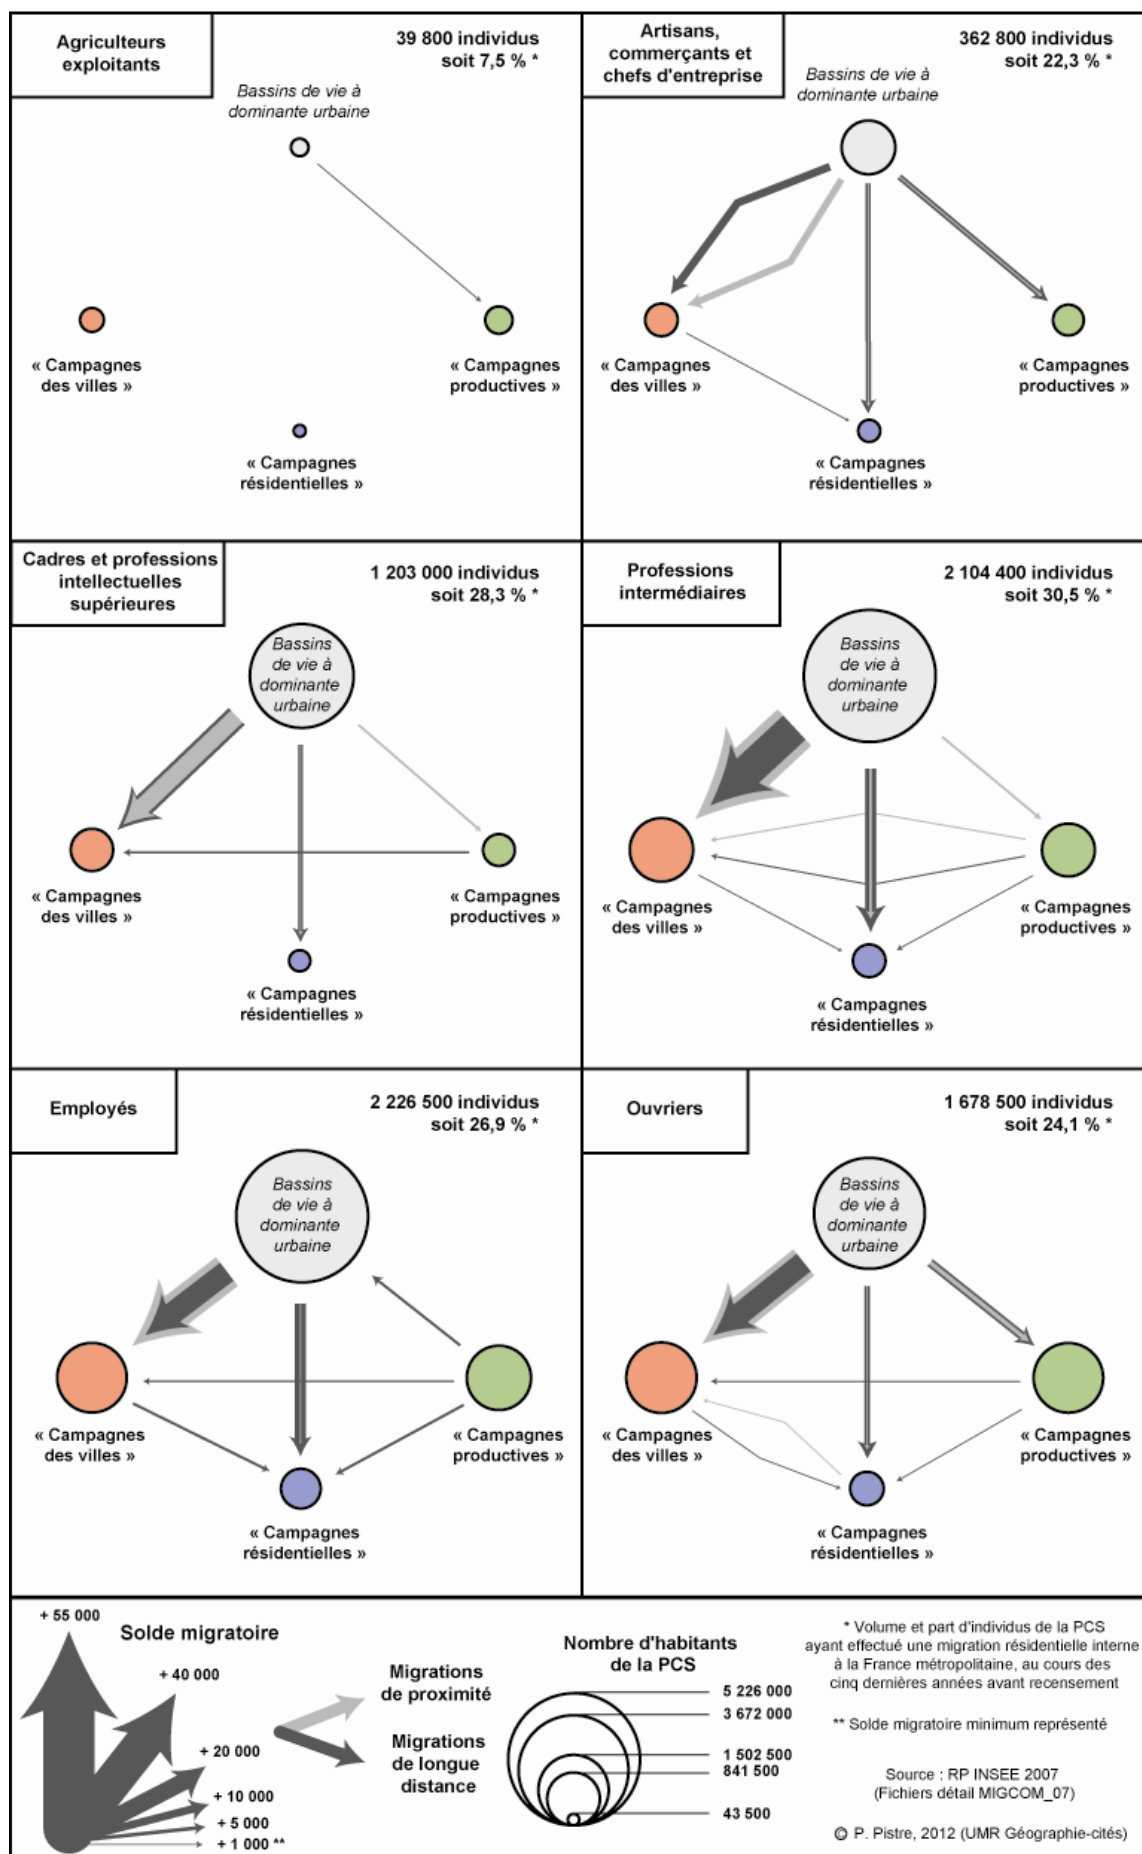 Agriculteurs
exploitants
39 800 individus
soit 7,5 % *
Bassins de vie à
dominante urbaine
« Campagnes
des villes »
« Campagnes
productives »
« Campagnes
résidentielles »
Artisans,
commerçants et
chefs d'entreprise
362 800 individus
soit 22,3 % *
Bassins de vie à
dominante urbaine
« Campagnes
des villes »
« Campagnes
productives »
« Campagnes
résidentielles »
Cadres et professions
intellectuelles
supérieures
1 203 000 individus
soit 28,3 % *
Bassins
de vie à
dominante
urbaine
« Campagnes
des villes »
« Campagnes
productives »
« Campagnes
résidentielles »
Professions
intermédiaires
2 104 400 individus
soit 30,5 % *
Bassins
de vie à
dominante
urbaine
« Campagnes
des villes »
« Campagnes
productives »
« Campagnes
résidentielles »
Employés
2 226 500 individus
soit 26,9 % *
Bassins
de vie à
dominante
urbaine
« Campagnes
des villes »
« Campagnes
productives »
« Campagnes
résidentielles »
Ouvriers
1 678 500 individus
soit 24,1 % *
Bassins
de vie à
dominante
urbaine
« Campagnes
des villes »
« Campagnes
productives »
« Campagnes
résidentielles »
Solde migratoire
+ 55 000
+ 40 000
+ 20 000
+ 10 000
+ 5 000
+ 1 000 **
Migrations
de proximité
Migrations
de longue
distance
Nombre d'habitants
de la PCS
5 226 000
3 672 000
1 502 500
841 500
43 500
* Volume et part d'individus de la PCS
ayant effectué une migration résidentielle interne
à la France métropolitaine, au cours des
cinq dernières années avant recensement
** Solde migratoire minimum représenté
Source : RP INSEE 2007
(Fichiers détail MIGCOM_07)
© P. Pistre, 2012 (UMR Géographie-cités)